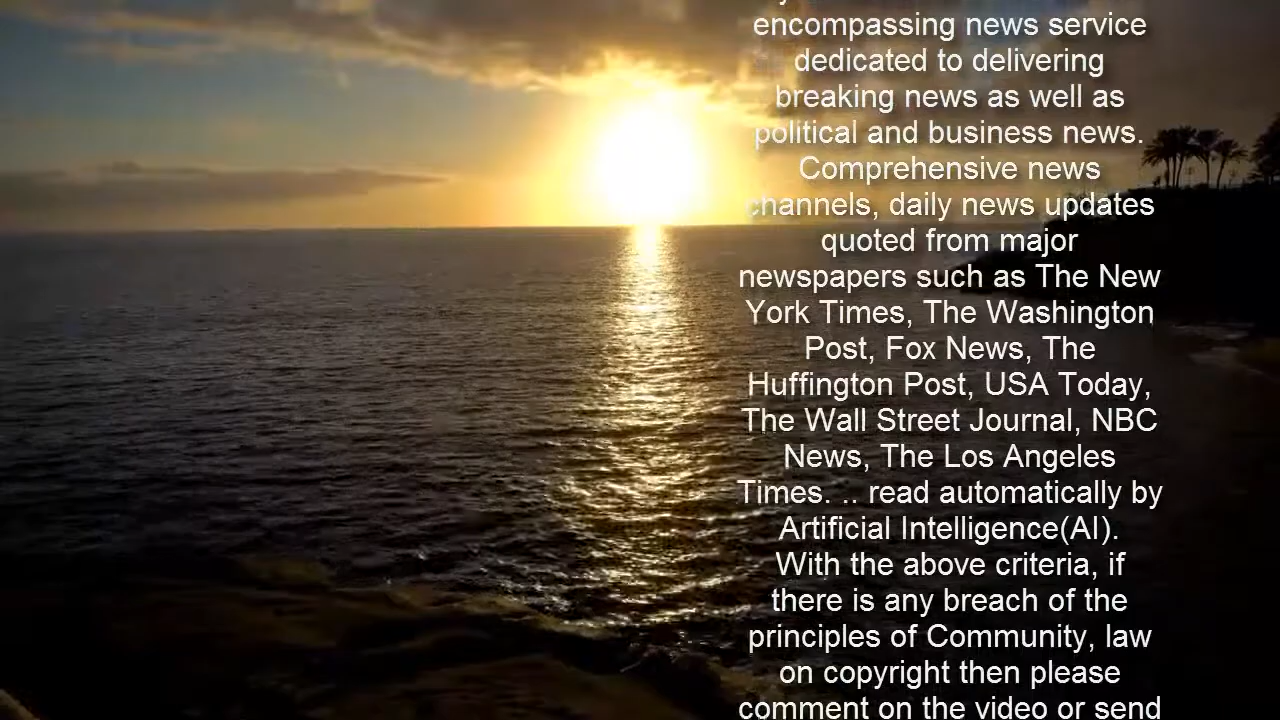 encompassing news service
dedicated to delivering
breaking news as well as
political and business news.
Comprehensive news
channels, daily news updates
quoted from major
newspapers such as The New
York Times, The Washington
Post, Fox News, The
Huffington Post, USA Today,
The Wall Street Journal, NBC
News, The Los Angeles
Times. .. read automatically by
Artificial Intelligence(AI).
With the above criteria, if
there is any breach of the
principles of Community, law
on copyright then please
comment on the video or send